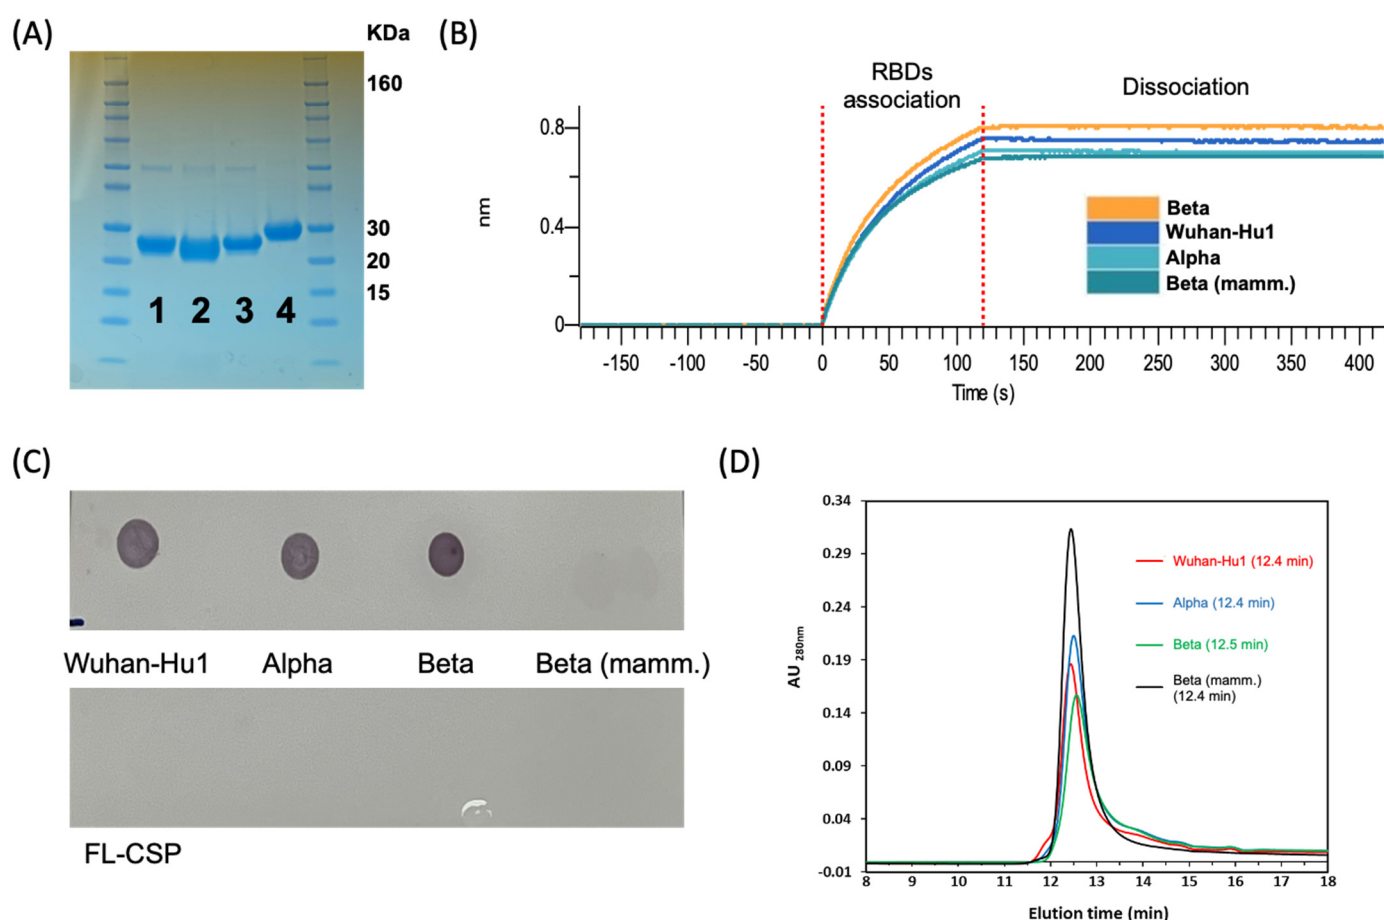 (A)
KDa
160
30
20
15
1 2 3 4
(B)
RBDs
association
Dissociation
nm
0.8
0.4
0
Beta
Wuhan-Hu1
Alpha
Beta (mamm.)
-150 -100 -50 0 50 100 150 200 250 300 350 400
Time (s)
(C)
Wuhan-Hu1 Alpha Beta Beta (mamm.)
FL-CSP
(D)
AU 280nm
0.34
0.29
0.24
0.19
0.14
0.09
0.04
-0.01
Wuhan-Hu1 (12.4 min)
Alpha (12.4 min)
Beta (12.5 min)
Beta (mamm.)
(12.4 min)
8 9 10 11 12 13 14 15 16 17 18
Elution time (min)